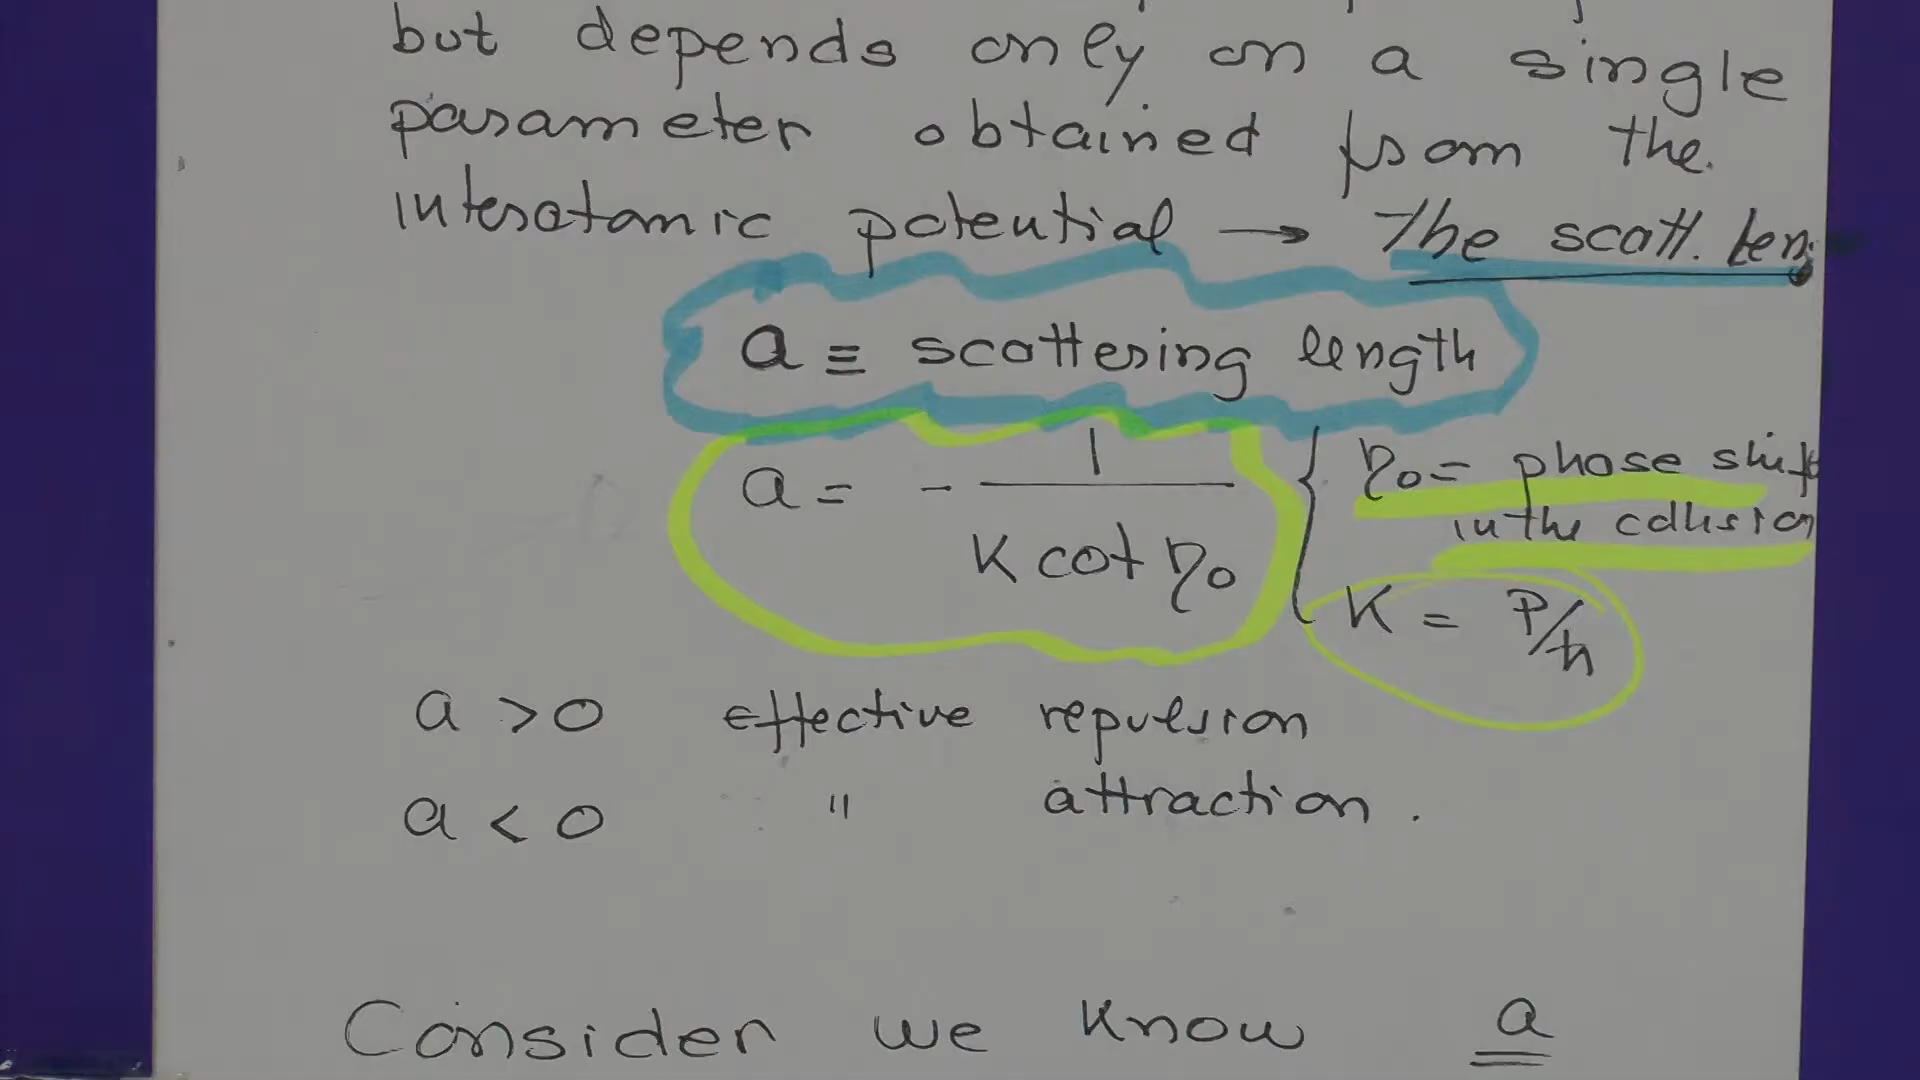 but depends only on a single
parameter obtained from the
interatomic potential → The scatt. len
a ≡ scattering length
a = - 1 / K cot η₀
η₀ = phase shift
in the collision
K = P/ħ
a > 0 effective repulsion
a < 0 " attraction.
Consider we know a